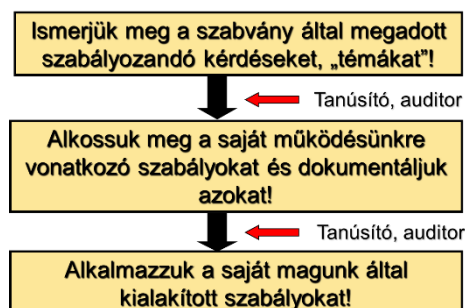 Ismerjük meg a szabvány által megadott
szabályozandó kérdéseket, „témákat”!
Tanúsító, auditor
Alkossuk meg a saját működésünkre
vonatkozó szabályokat és dokumentáljuk
azokat!
Tanúsító, auditor
Alkalmazzuk a saját magunk által
kialakított szabályokat!